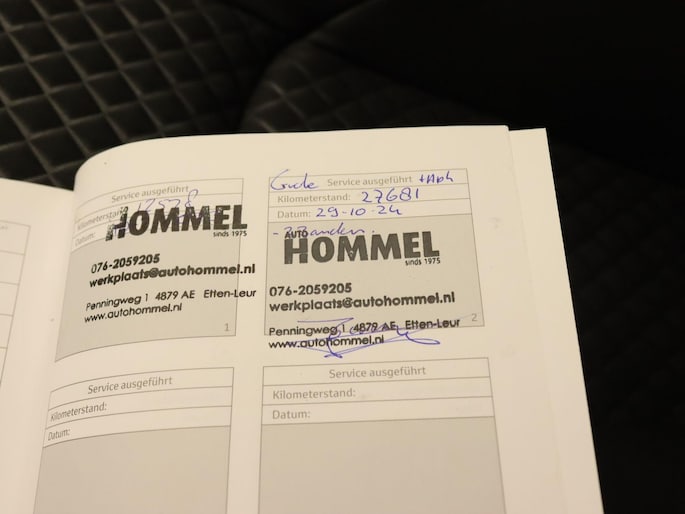 Service ausgeführt
Kilometerstand:
Datum:
HOMMEL
sinds 1975
076-2059205
werkplaats@autohommel.nl
Penningweg 1 4879 AE Etten-Leur
www.autohommel.nl
1
Service ausgeführt
Kilometerstand: 27681
Datum: 29-10-24
AUTO
HOMMEL
sinds 1975
076-2059205
werkplaats@autohommel.nl
2
Penningweg 1 4879 AE Etten-Leur
www.autohommel.nl
Service ausgeführt
Kilometerstand:
Datum:
Service ausgeführt
Kilometerstand:
Datum: